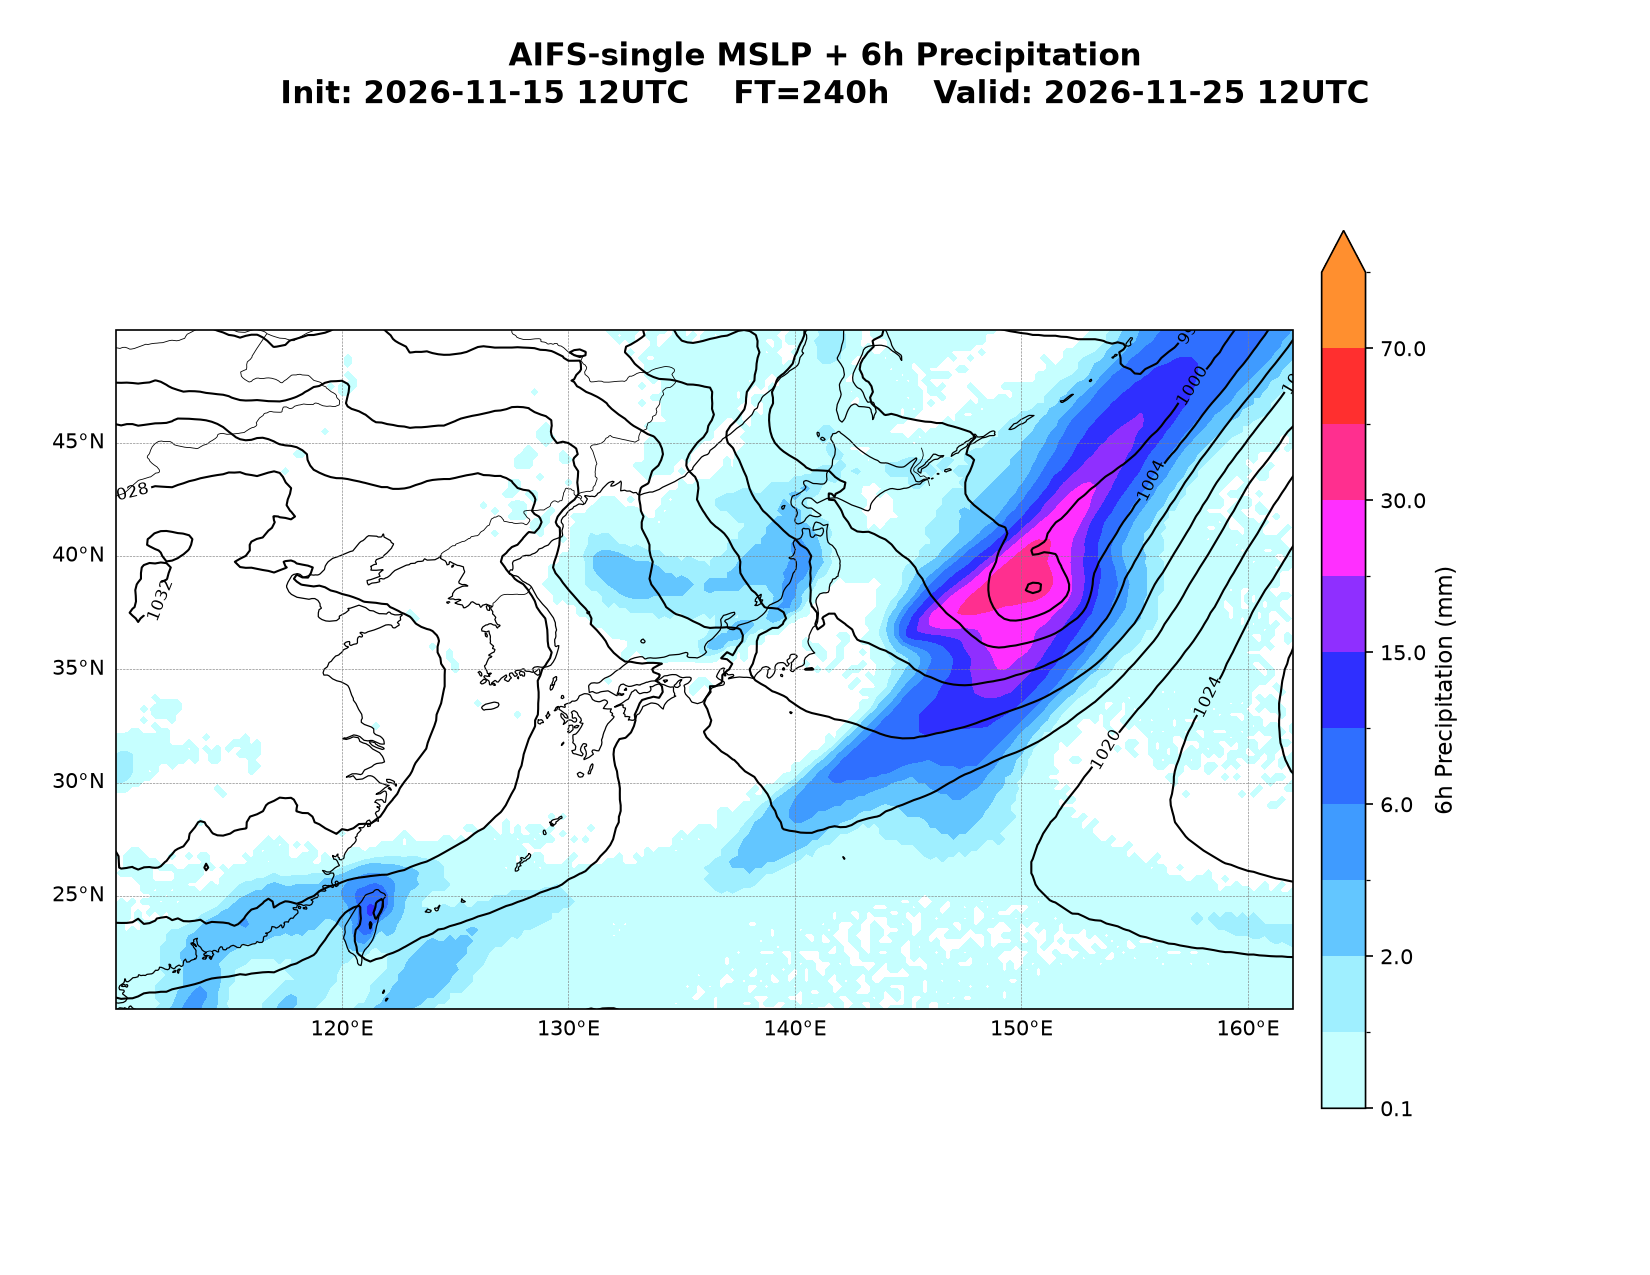 AIFS-single MSLP + 6h Precipitation
Init: 2026-11-15 12UTC    FT=240h    Valid: 2026-11-25 12UTC
1000
1004
028
1032
1024
1020
45°N
40°N
35°N
30°N
25°N
120°E
130°E
140°E
150°E
160°E
70.0
30.0
15.0
6.0
2.0
0.1
6h Precipitation (mm)